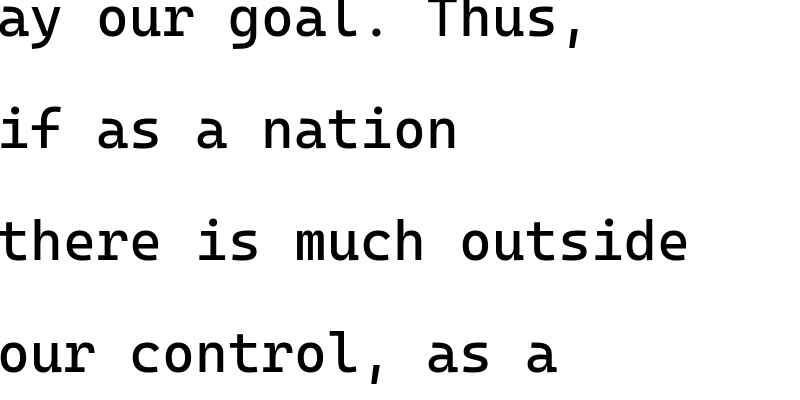 ay our goal. Thus,
if as a nation
there is much outside
our control, as a